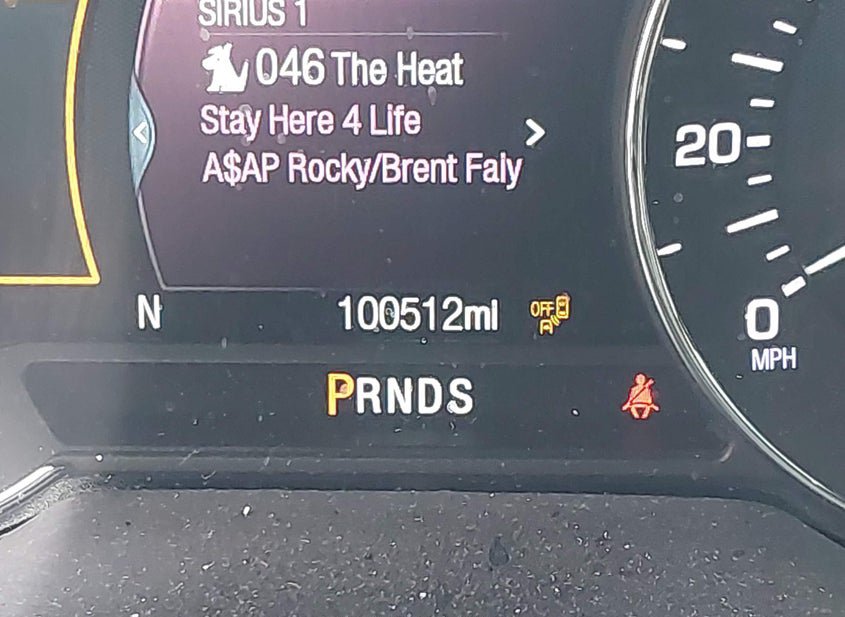 SIRIUS 1
046 The Heat
Stay Here 4 Life
A$AP Rocky/Brent Faly
20
N
100512mi
OFF
0
MPH
PRNDS